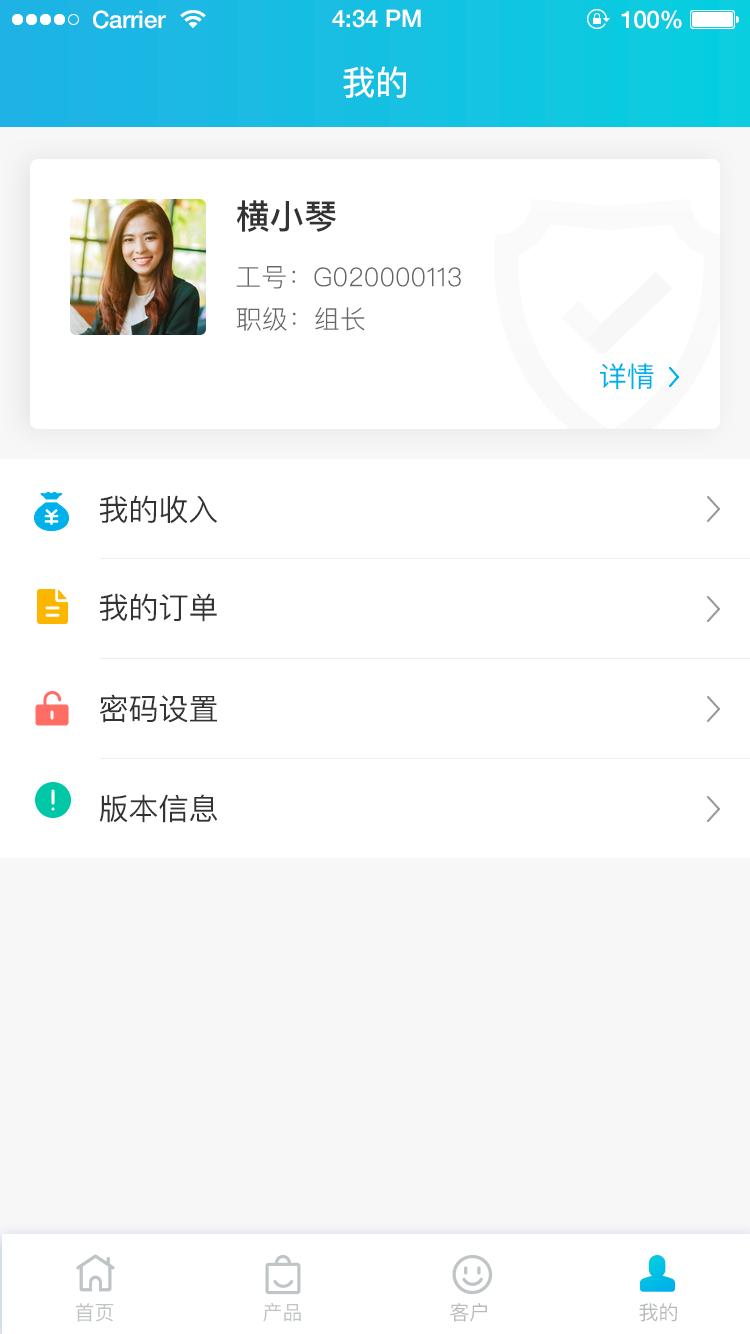 Carrier 4:34 PM 100%
我的
横小琴
工号：G020000113
职级：组长
详情
我的收入
我的订单
密码设置
版本信息
首页 产品 客户 我的